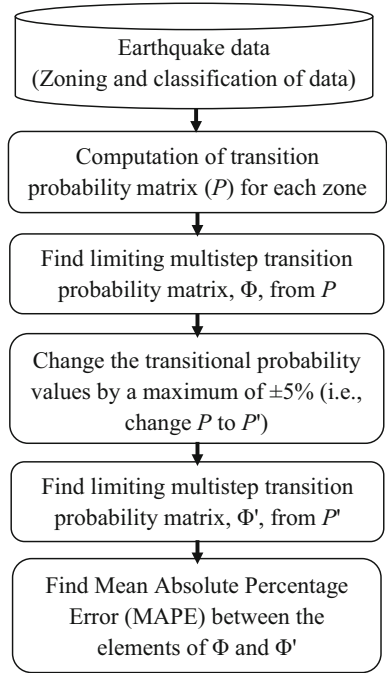 Earthquake data
(Zoning and classification of data)
Computation of transition
probability matrix (P) for each zone
Find limiting multistep transition
probability matrix, Φ, from P
Change the transitional probability
values by a maximum of ±5% (i.e.,
change P to P')
Find limiting multistep transition
probability matrix, Φ', from P'
Find Mean Absolute Percentage
Error (MAPE) between the
elements of Φ and Φ'